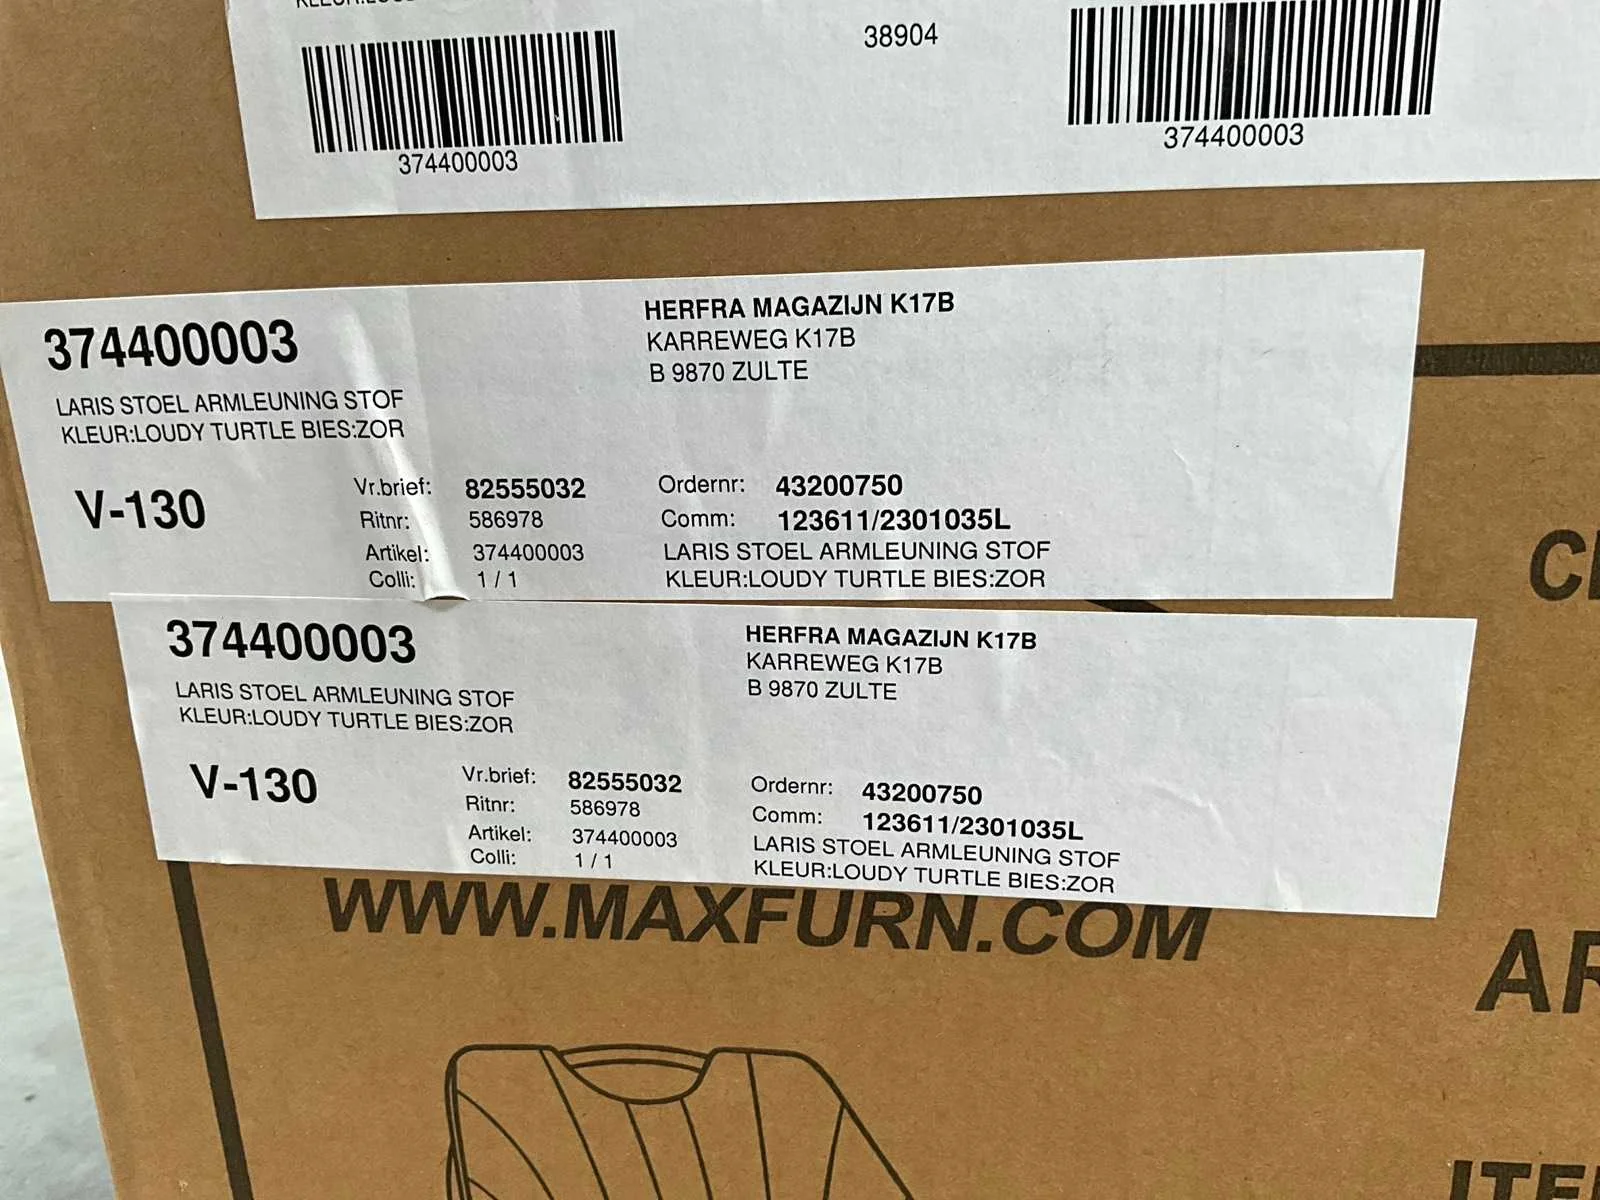 38904
374400003
374400003
374400003
LARIS STOEL ARMLEUNING STOF
KLEUR:LOUDY TURTLE BIES:ZOR
V-130
HERFRA MAGAZIJN K17B
KARREWEG K17B
B 9870 ZULTE
Vr.brief: 82555032
Ritnr: 586978
Artikel: 374400003
Colli: 1 / 1
Ordernr: 43200750
Comm: 123611/2301035L
LARIS STOEL ARMLEUNING STOF
KLEUR:LOUDY TURTLE BIES:ZOR
374400003
LARIS STOEL ARMLEUNING STOF
KLEUR:LOUDY TURTLE BIES:ZOR
V-130
HERFRA MAGAZIJN K17B
KARREWEG K17B
B 9870 ZULTE
Vr.brief: 82555032
Ritnr: 586978
Artikel: 374400003
Colli: 1 / 1
Ordernr: 43200750
Comm: 123611/2301035L
LARIS STOEL ARMLEUNING STOF
KLEUR:LOUDY TURTLE BIES:ZOR
WWW.MAXFURN.COM